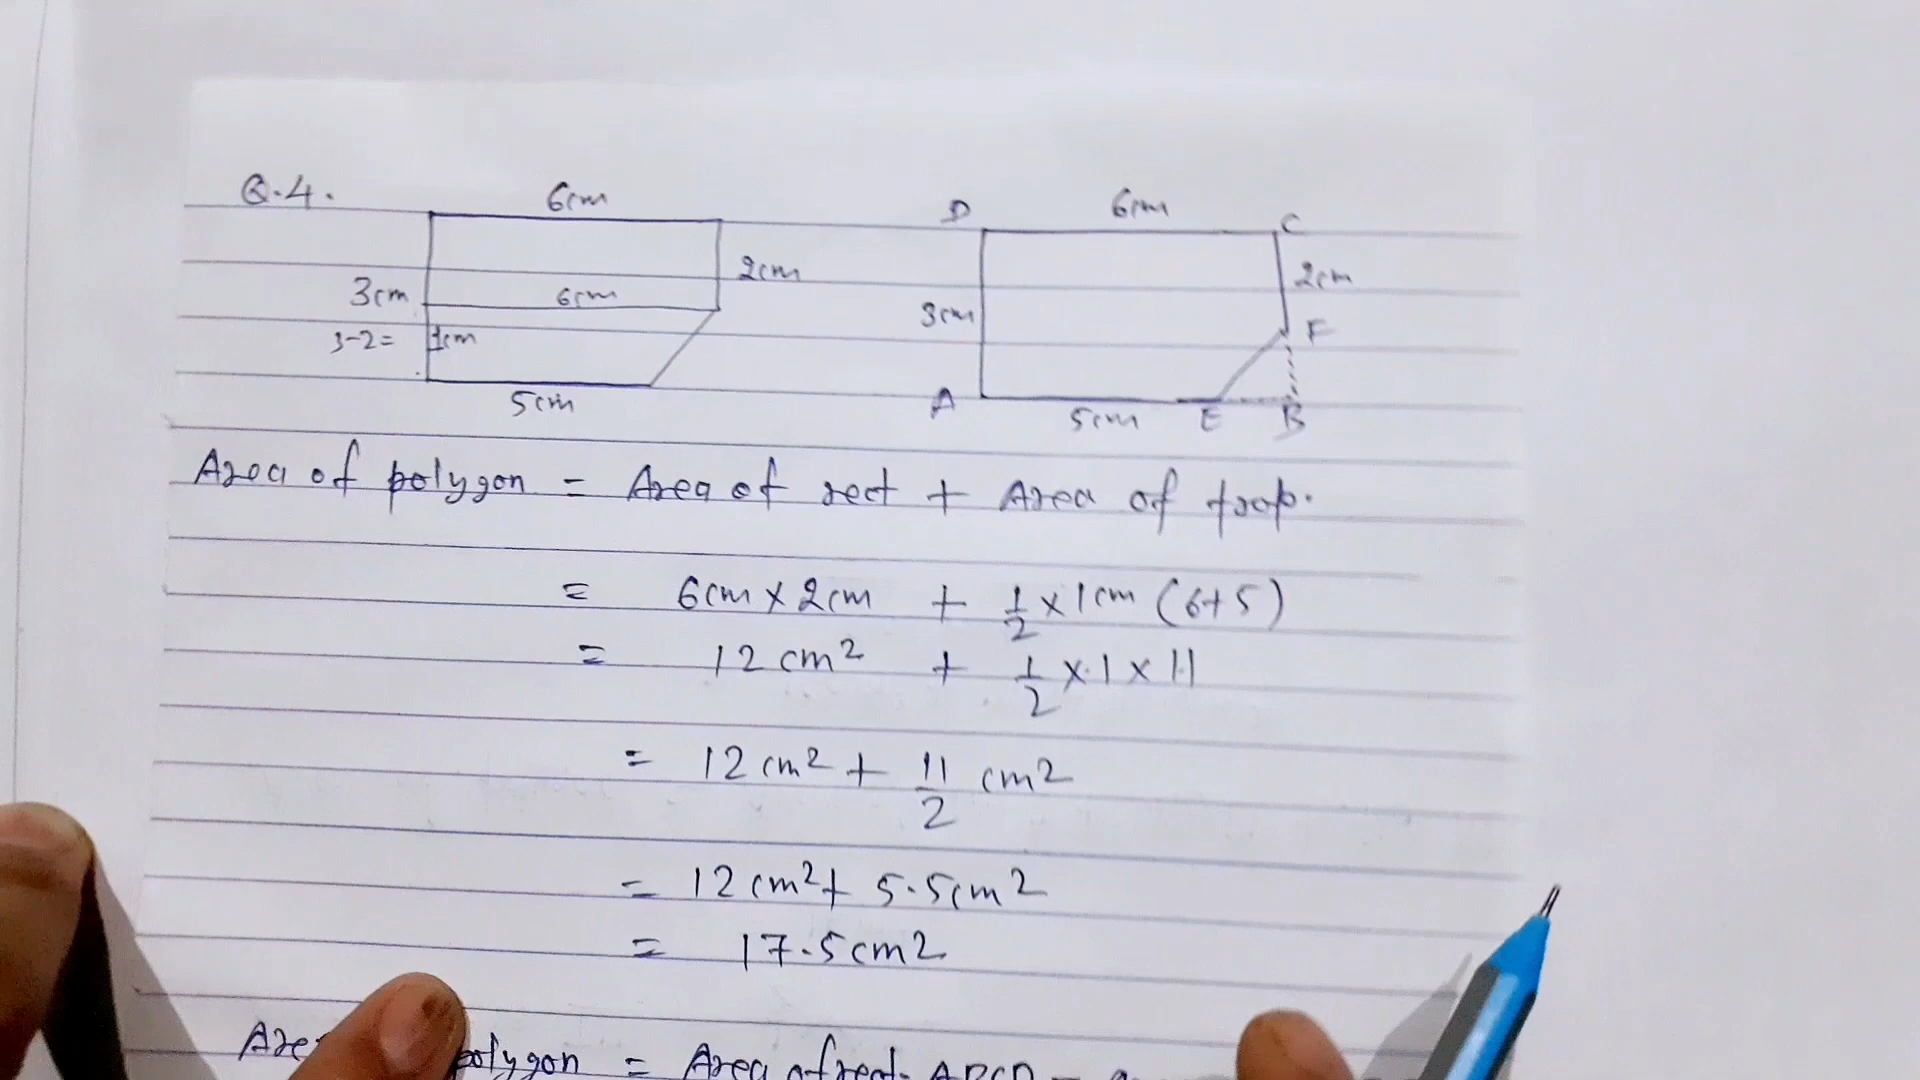 Q.4.
6cm
2cm
3cm
6cm
3-2=
1cm
5cm
D
6cm
C
2cm
3cm
F
A
5cm
E
B
Area of polygon = Area of rect + Area of trap.
= 6cm x 2cm + 1/2 x 1cm (6+5)
= 12 cm² + 1/2 x 1 x 11
= 12 cm² + 11/2 cm²
= 12 cm² + 5.5cm²
= 17.5cm2
polygon = Area of rect. ABCD -